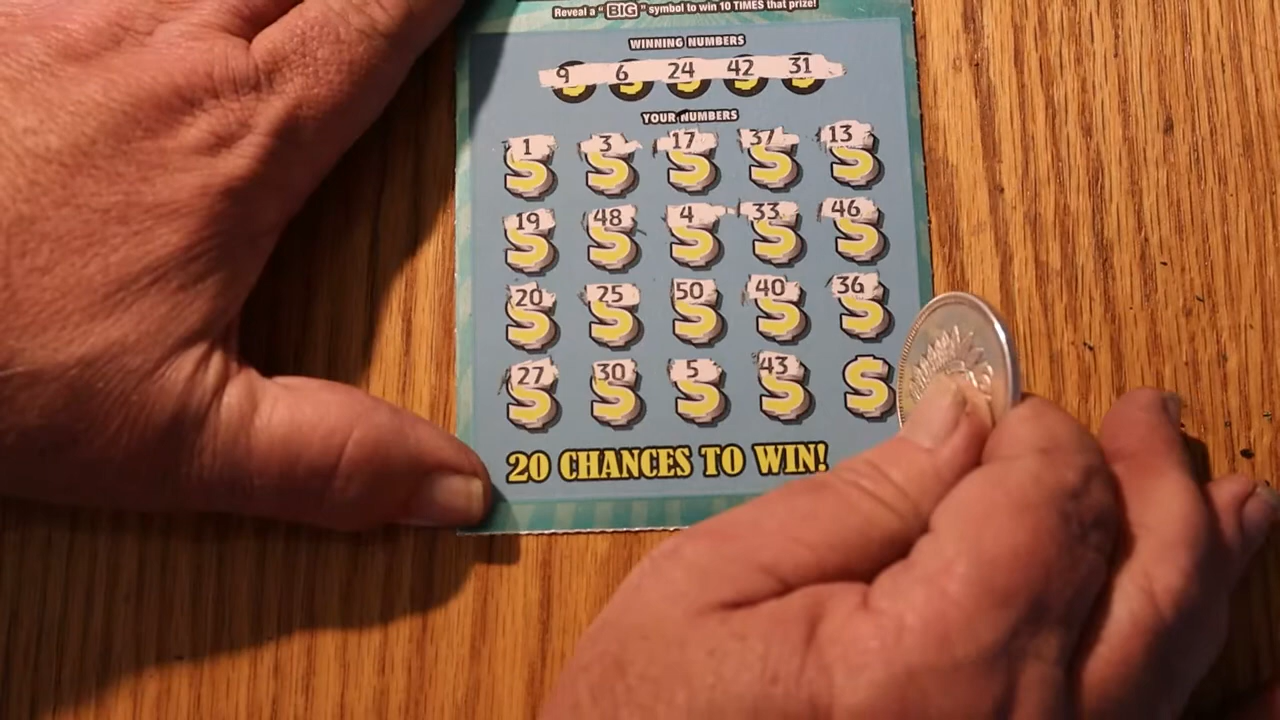 Reveal a "BIG" symbol to win 10 TIMES that prize!
WINNING NUMBERS
9 6 24 42 31
YOUR NUMBERS
1 3 17 37 13
19 48 4 33 46
20 25 50 40 36
27 30 5 43
20 CHANCES TO WIN!